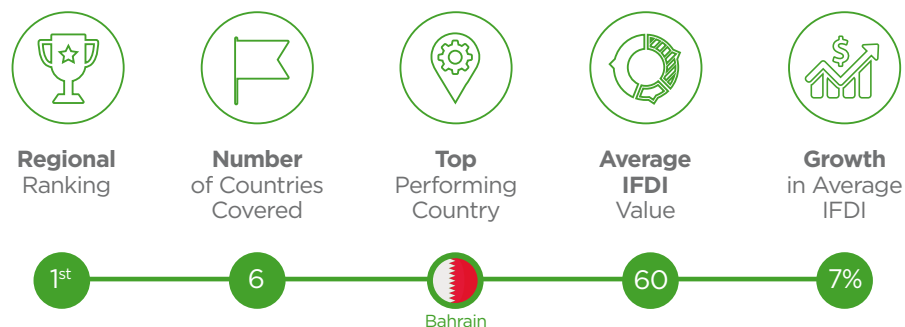 $
Regional
Ranking
Number
of Countries
Covered
Top
Performing
Country
Average
IFDI
Value
Growth
in Average
IFDI
1st
6
60
7%
Bahrain